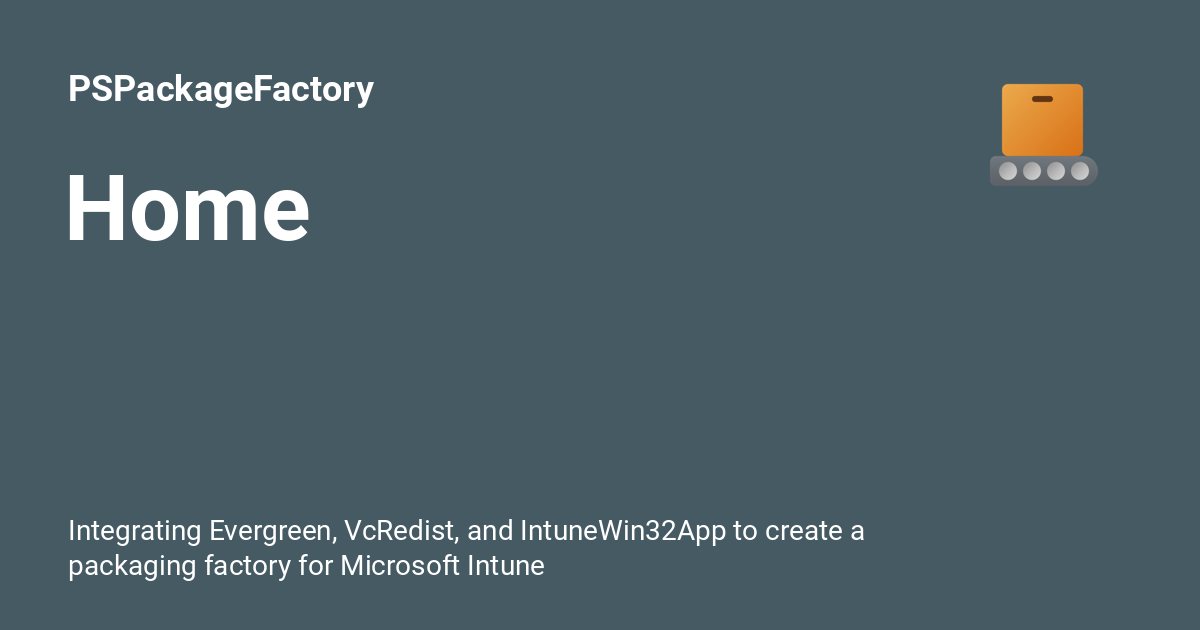 PSPackageFactory
Home
Integrating Evergreen, VcRedist, and IntuneWin32App to create a
packaging factory for Microsoft Intune